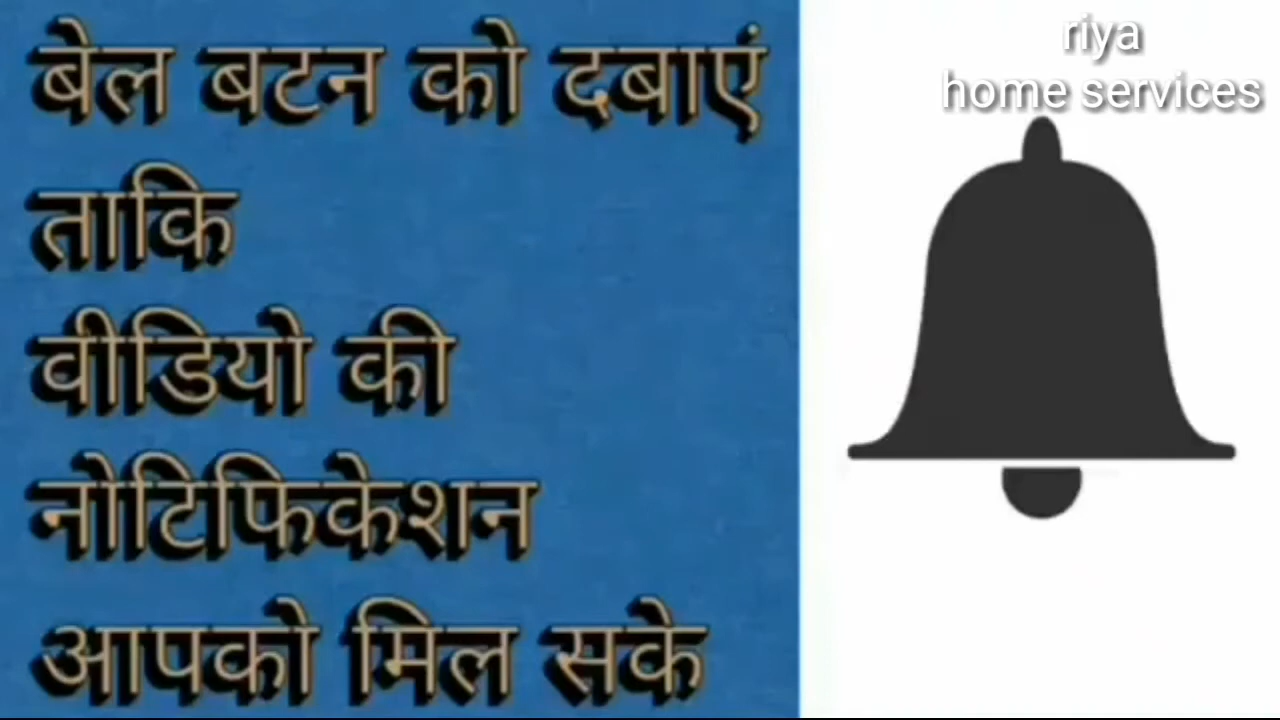 बेल बटन को दबाएं
ताकि
वीडियो की
नोटिफिकेशन
आपको मिल सके
riya
home services